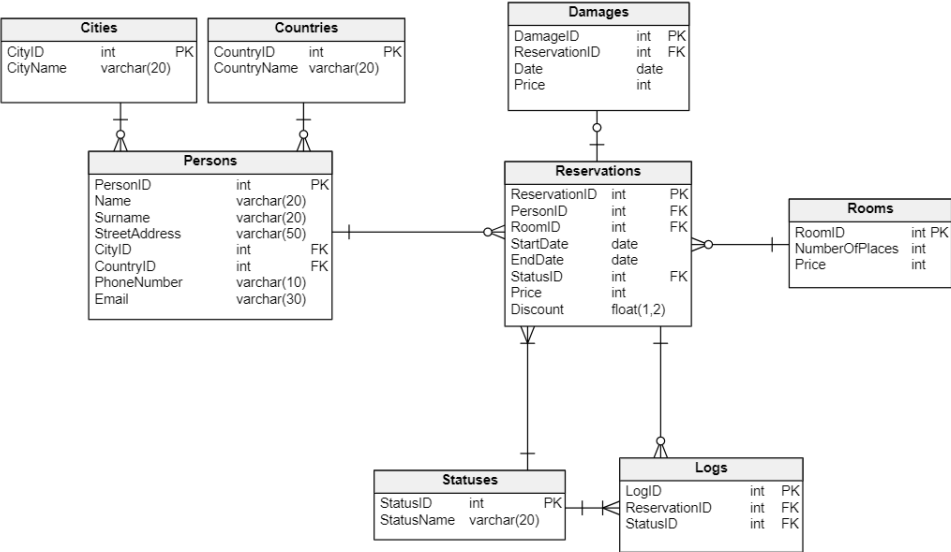 Cities
CityID int PK
CityName varchar(20)
Countries
CountryID int PK
CountryName varchar(20)
Damages
DamageID int PK
ReservationID int FK
Date date
Price int
Persons
PersonID int PK
Name varchar(20)
Surname varchar(20)
StreetAddress varchar(50)
CityID int FK
CountryID int FK
PhoneNumber varchar(10)
Email varchar(30)
Reservations
ReservationID int PK
PersonID int FK
RoomID int FK
StartDate date
EndDate date
StatusID int FK
Price int
Discount float(1,2)
Rooms
RoomID int PK
NumberOfPlaces int
Price int
Statuses
StatusID int PK
StatusName varchar(20)
Logs
LogID int PK
ReservationID int FK
StatusID int FK